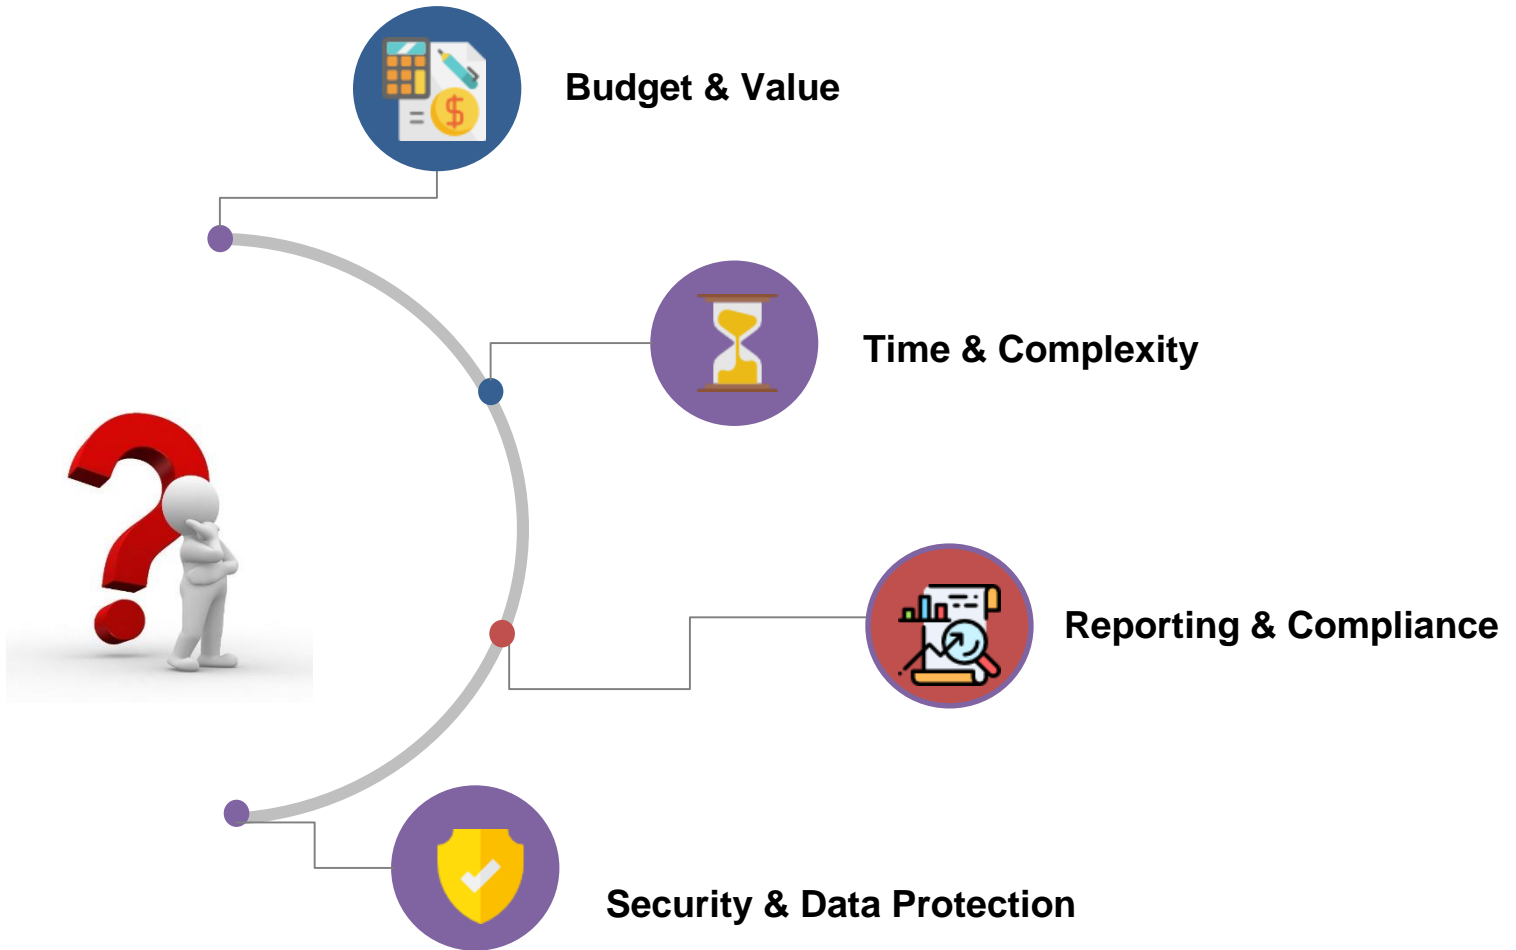 Budget & Value
Time & Complexity
Reporting & Compliance
Security & Data Protection